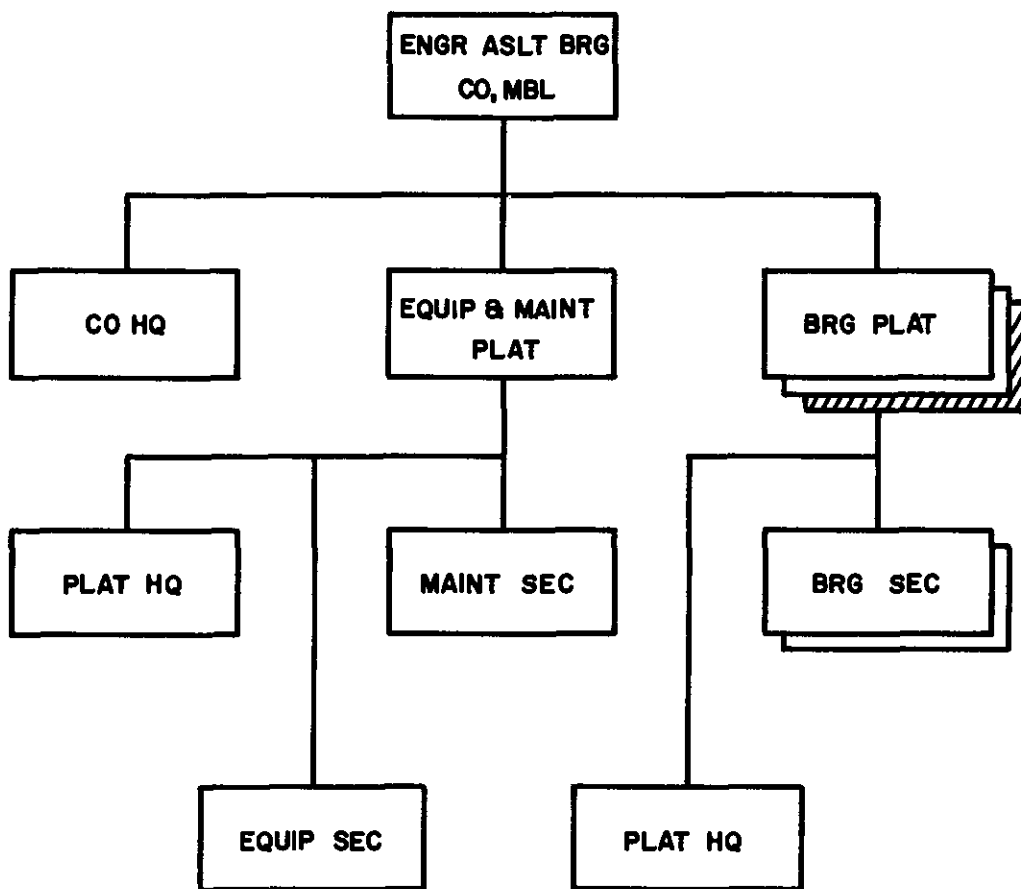 ENGR ASLT BRG
CO, MBL
CO HQ
EQUIP & MAINT
PLAT
BRG PLAT
PLAT HQ
MAINT SEC
BRG SEC
EQUIP SEC
PLAT HQ